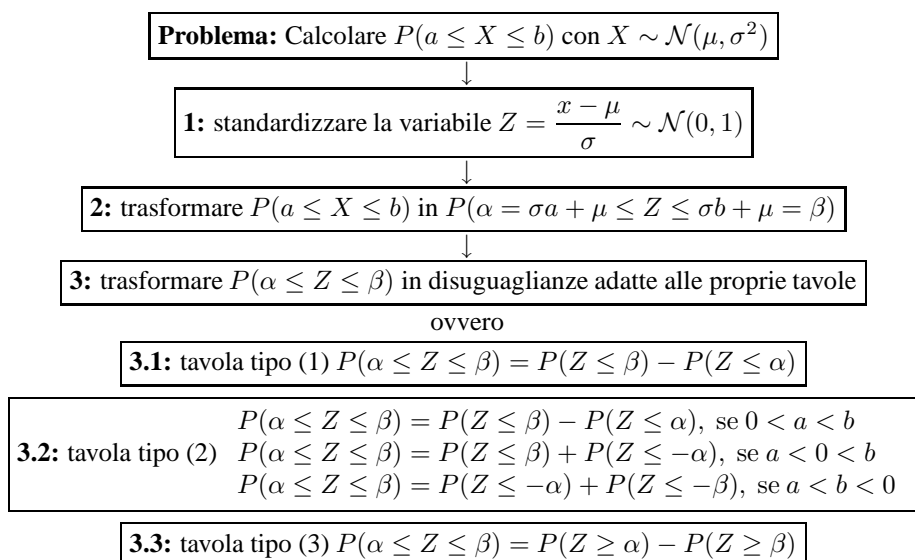 Problema: Calcolare P(a ≤ X ≤ b) con X ∼ N(μ, σ²)
↓
1: standardizzare la variabile Z = (x − μ)/σ ∼ N(0, 1)
↓
2: trasformare P(a ≤ X ≤ b) in P(α = σa + μ ≤ Z ≤ σb + μ = β)
↓
3: trasformare P(α ≤ Z ≤ β) in disuguaglianze adatte alle proprie tavole
ovvero
3.1: tavola tipo (1) P(α ≤ Z ≤ β) = P(Z ≤ β) − P(Z ≤ α)
P(α ≤ Z ≤ β) = P(Z ≤ β) − P(Z ≤ α), se 0 < a < b
3.2: tavola tipo (2) P(α ≤ Z ≤ β) = P(Z ≤ β) + P(Z ≤ −α), se a < 0 < b
P(α ≤ Z ≤ β) = P(Z ≤ −α) + P(Z ≤ −β), se a < b < 0
3.3: tavola tipo (3) P(α ≤ Z ≤ β) = P(Z ≥ α) − P(Z ≥ β)